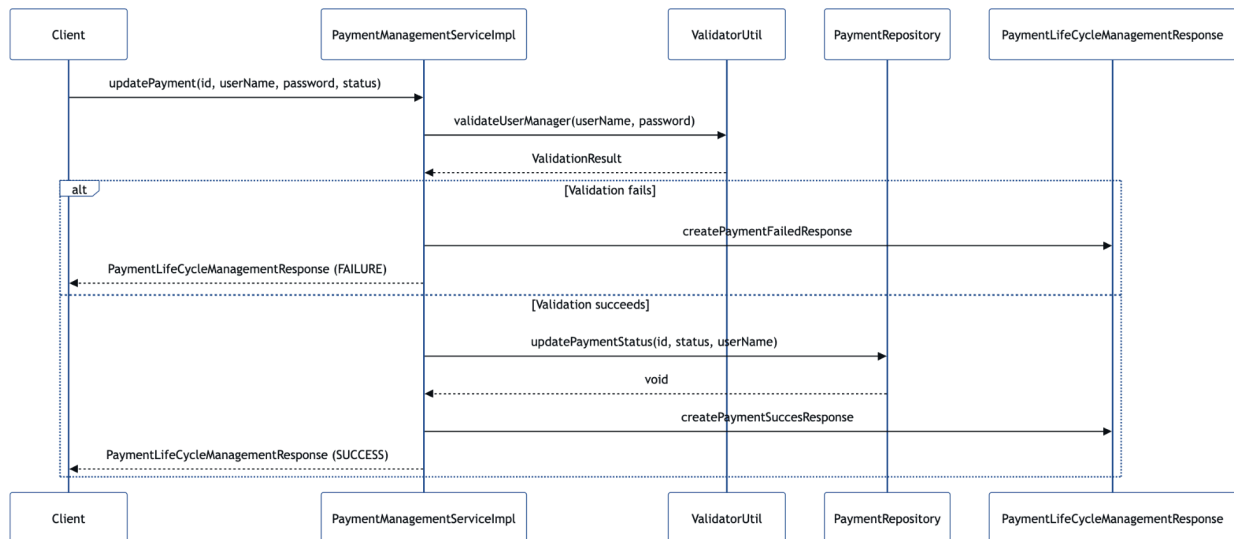 Client
PaymentManagementServiceImpl
ValidatorUtil
PaymentRepository
PaymentLifeCycleManagementResponse
updatePayment(id, userName, password, status)
validateUserManager(userName, password)
ValidationResult
alt
[Validation fails]
createPaymentFailedResponse
PaymentLifeCycleManagementResponse (FAILURE)
[Validation succeeds]
updatePaymentStatus(id, status, userName)
void
createPaymentSuccesResponse
PaymentLifeCycleManagementResponse (SUCCESS)
Client
PaymentManagementServiceImpl
ValidatorUtil
PaymentRepository
PaymentLifeCycleManagementResponse